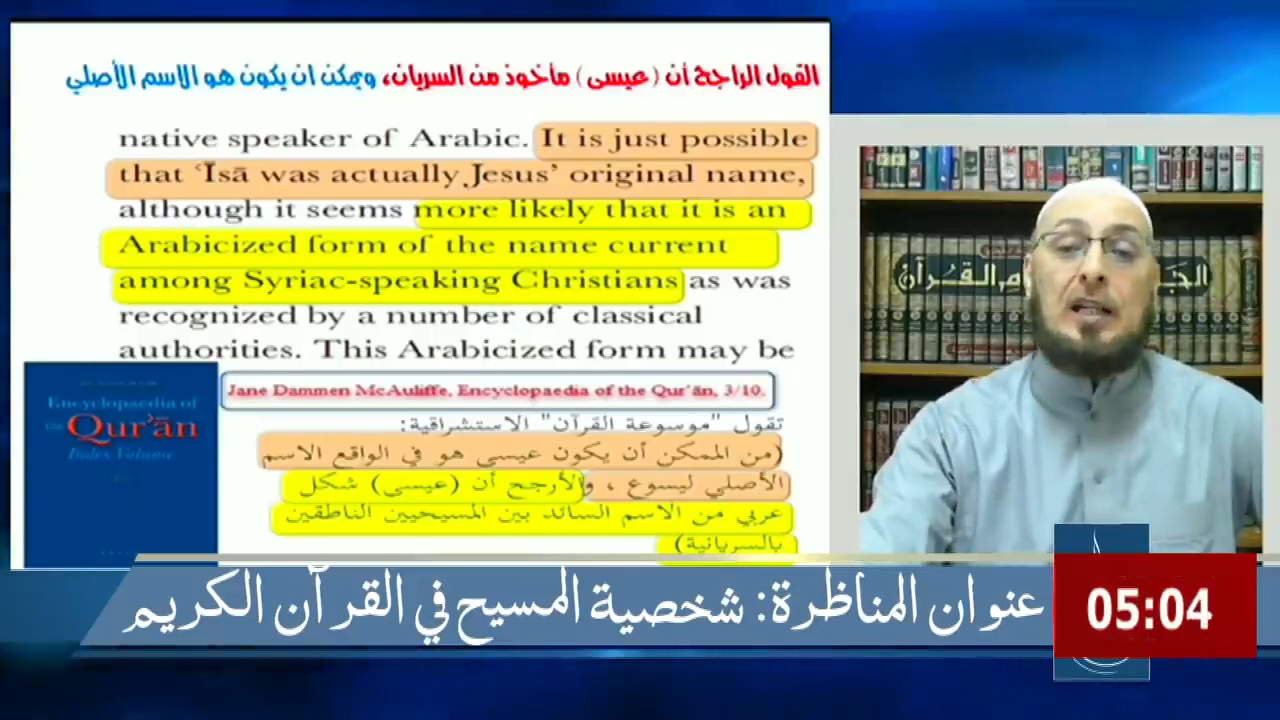 القول الراجح أن (عيسى) مأخوذ من السريان، ويمكن ان يكون هو الاسم الأصلي
native speaker of Arabic. It is just possible
that ʿĪsā was actually Jesus’ original name,
although it seems more likely that it is an
Arabicized form of the name current
among Syriac-speaking Christians as was
recognized by a number of classical
authorities. This Arabicized form may be
Jane Dammen McAuliffe, Encyclopaedia of the Qurʾān, 3/10.
تقول "موسوعة القرآن" الاستشراقية:
(من الممكن أن يكون عيسى هو في الواقع الاسم
الأصلي ليسوع ، والأرجح أن (عيسى) شكل
عربي من الاسم السائد بين المسيحيين الناطقين
بالسريانية)
Encyclopaedia of
the Qurʾān
Index Volume
القرآن
عنوان المناظرة: شخصية المسيح في القرآن الكريم
05:04